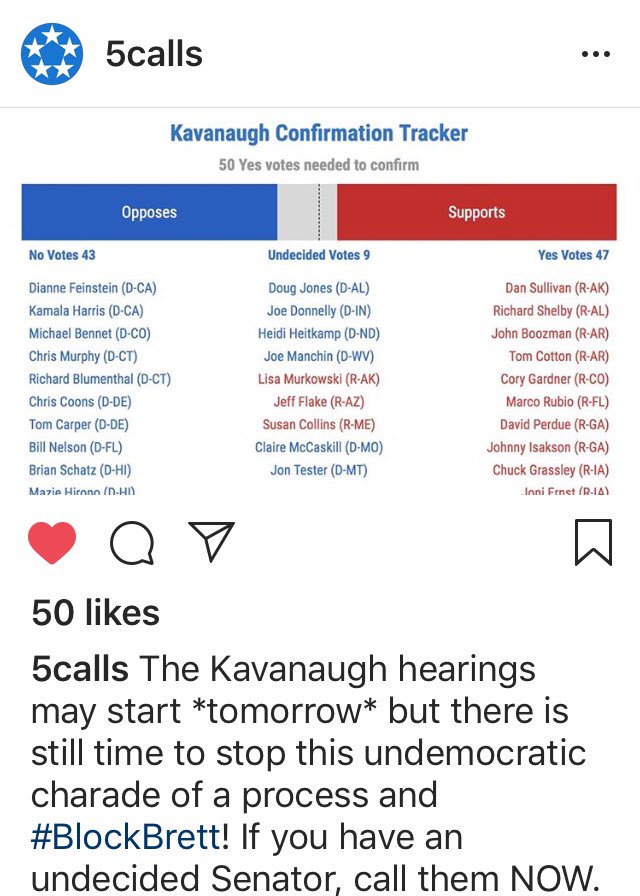 5calls
Kavanaugh Confirmation Tracker
50 Yes votes needed to confirm
Opposes
Supports
No Votes 43
Undecided Votes 9
Yes Votes 47
Dianne Feinstein (D-CA)
Doug Jones (D-AL)
Dan Sullivan (R-AK)
Kamala Harris (D-CA)
Joe Donnelly (D-IN)
Richard Shelby (R-AL)
Michael Bennet (D-CO)
Heidi Heitkamp (D-ND)
John Boozman (R-AR)
Chris Murphy (D-CT)
Joe Manchin (D-WV)
Tom Cotton (R-AR)
Richard Blumenthal (D-CT)
Lisa Murkowski (R-AK)
Cory Gardner (R-CO)
Chris Coons (D-DE)
Jeff Flake (R-AZ)
Marco Rubio (R-FL)
Tom Carper (D-DE)
Susan Collins (R-ME)
David Perdue (R-GA)
Bill Nelson (D-FL)
Claire McCaskill (D-MO)
Johnny Isakson (R-GA)
Brian Schatz (D-HI)
Jon Tester (D-MT)
Chuck Grassley (R-IA)
Mazie Hirono (D-HI)
Joni Ernst (R-IA)
50 likes
5calls The Kavanaugh hearings
may start *tomorrow* but there is
still time to stop this undemocratic
charade of a process and
#BlockBrett! If you have an
undecided Senator, call them NOW.